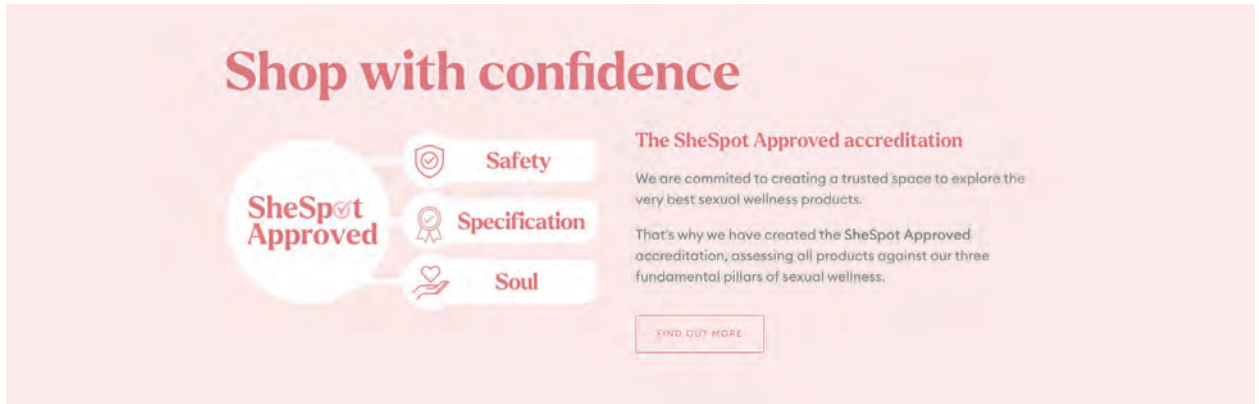 Shop with confidence
SheSpot
Approved
Safety
Specification
Soul
The SheSpot Approved accreditation
We are commited to creating a trusted space to explore the
very best sexual wellness products.
That's why we have created the SheSpot Approved
accreditation, assessing all products against our three
fundamental pillars of sexual wellness.
FIND OUT MORE